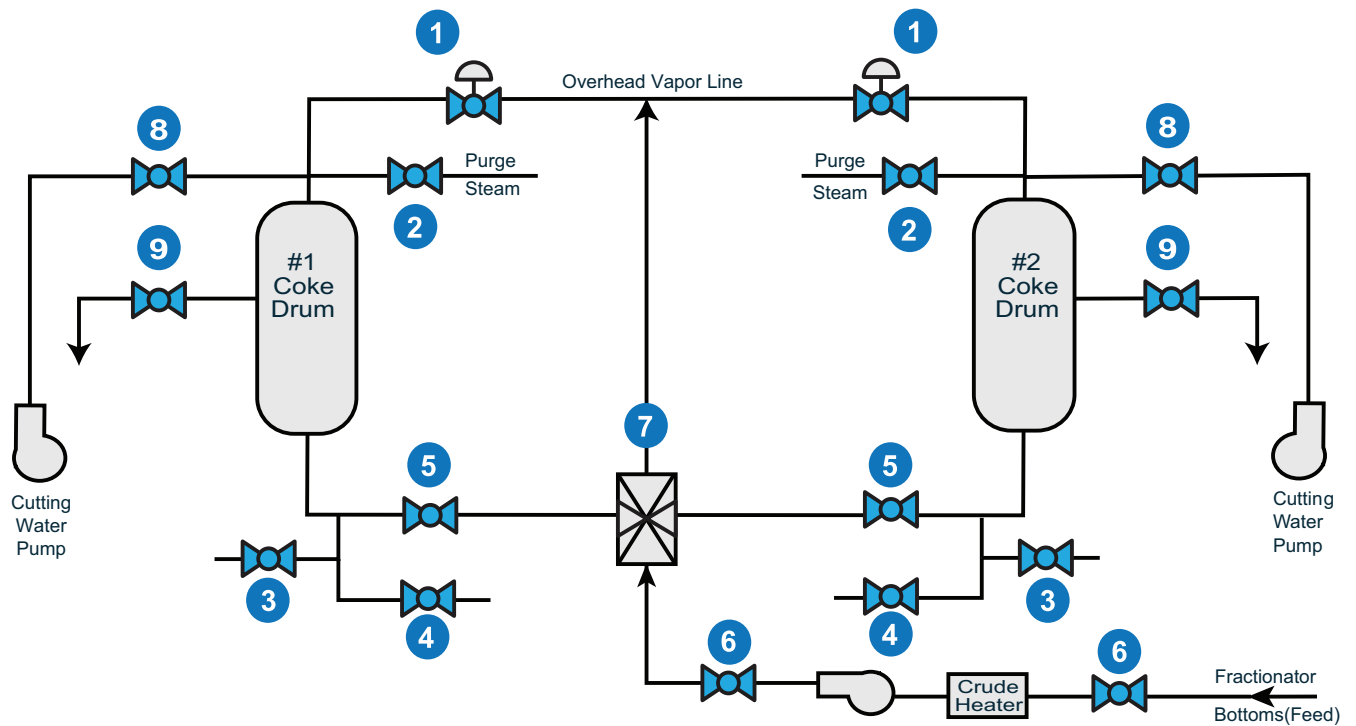 1
1
Overhead Vapor Line
8
8
Purge
Steam
Purge
Steam
2
2
9
9
#1
Coke
Drum
#2
Coke
Drum
7
5
5
Cutting
Water
Pump
Cutting
Water
Pump
3
3
4
4
6
6
Crude
Heater
Fractionator
Bottoms(Feed)